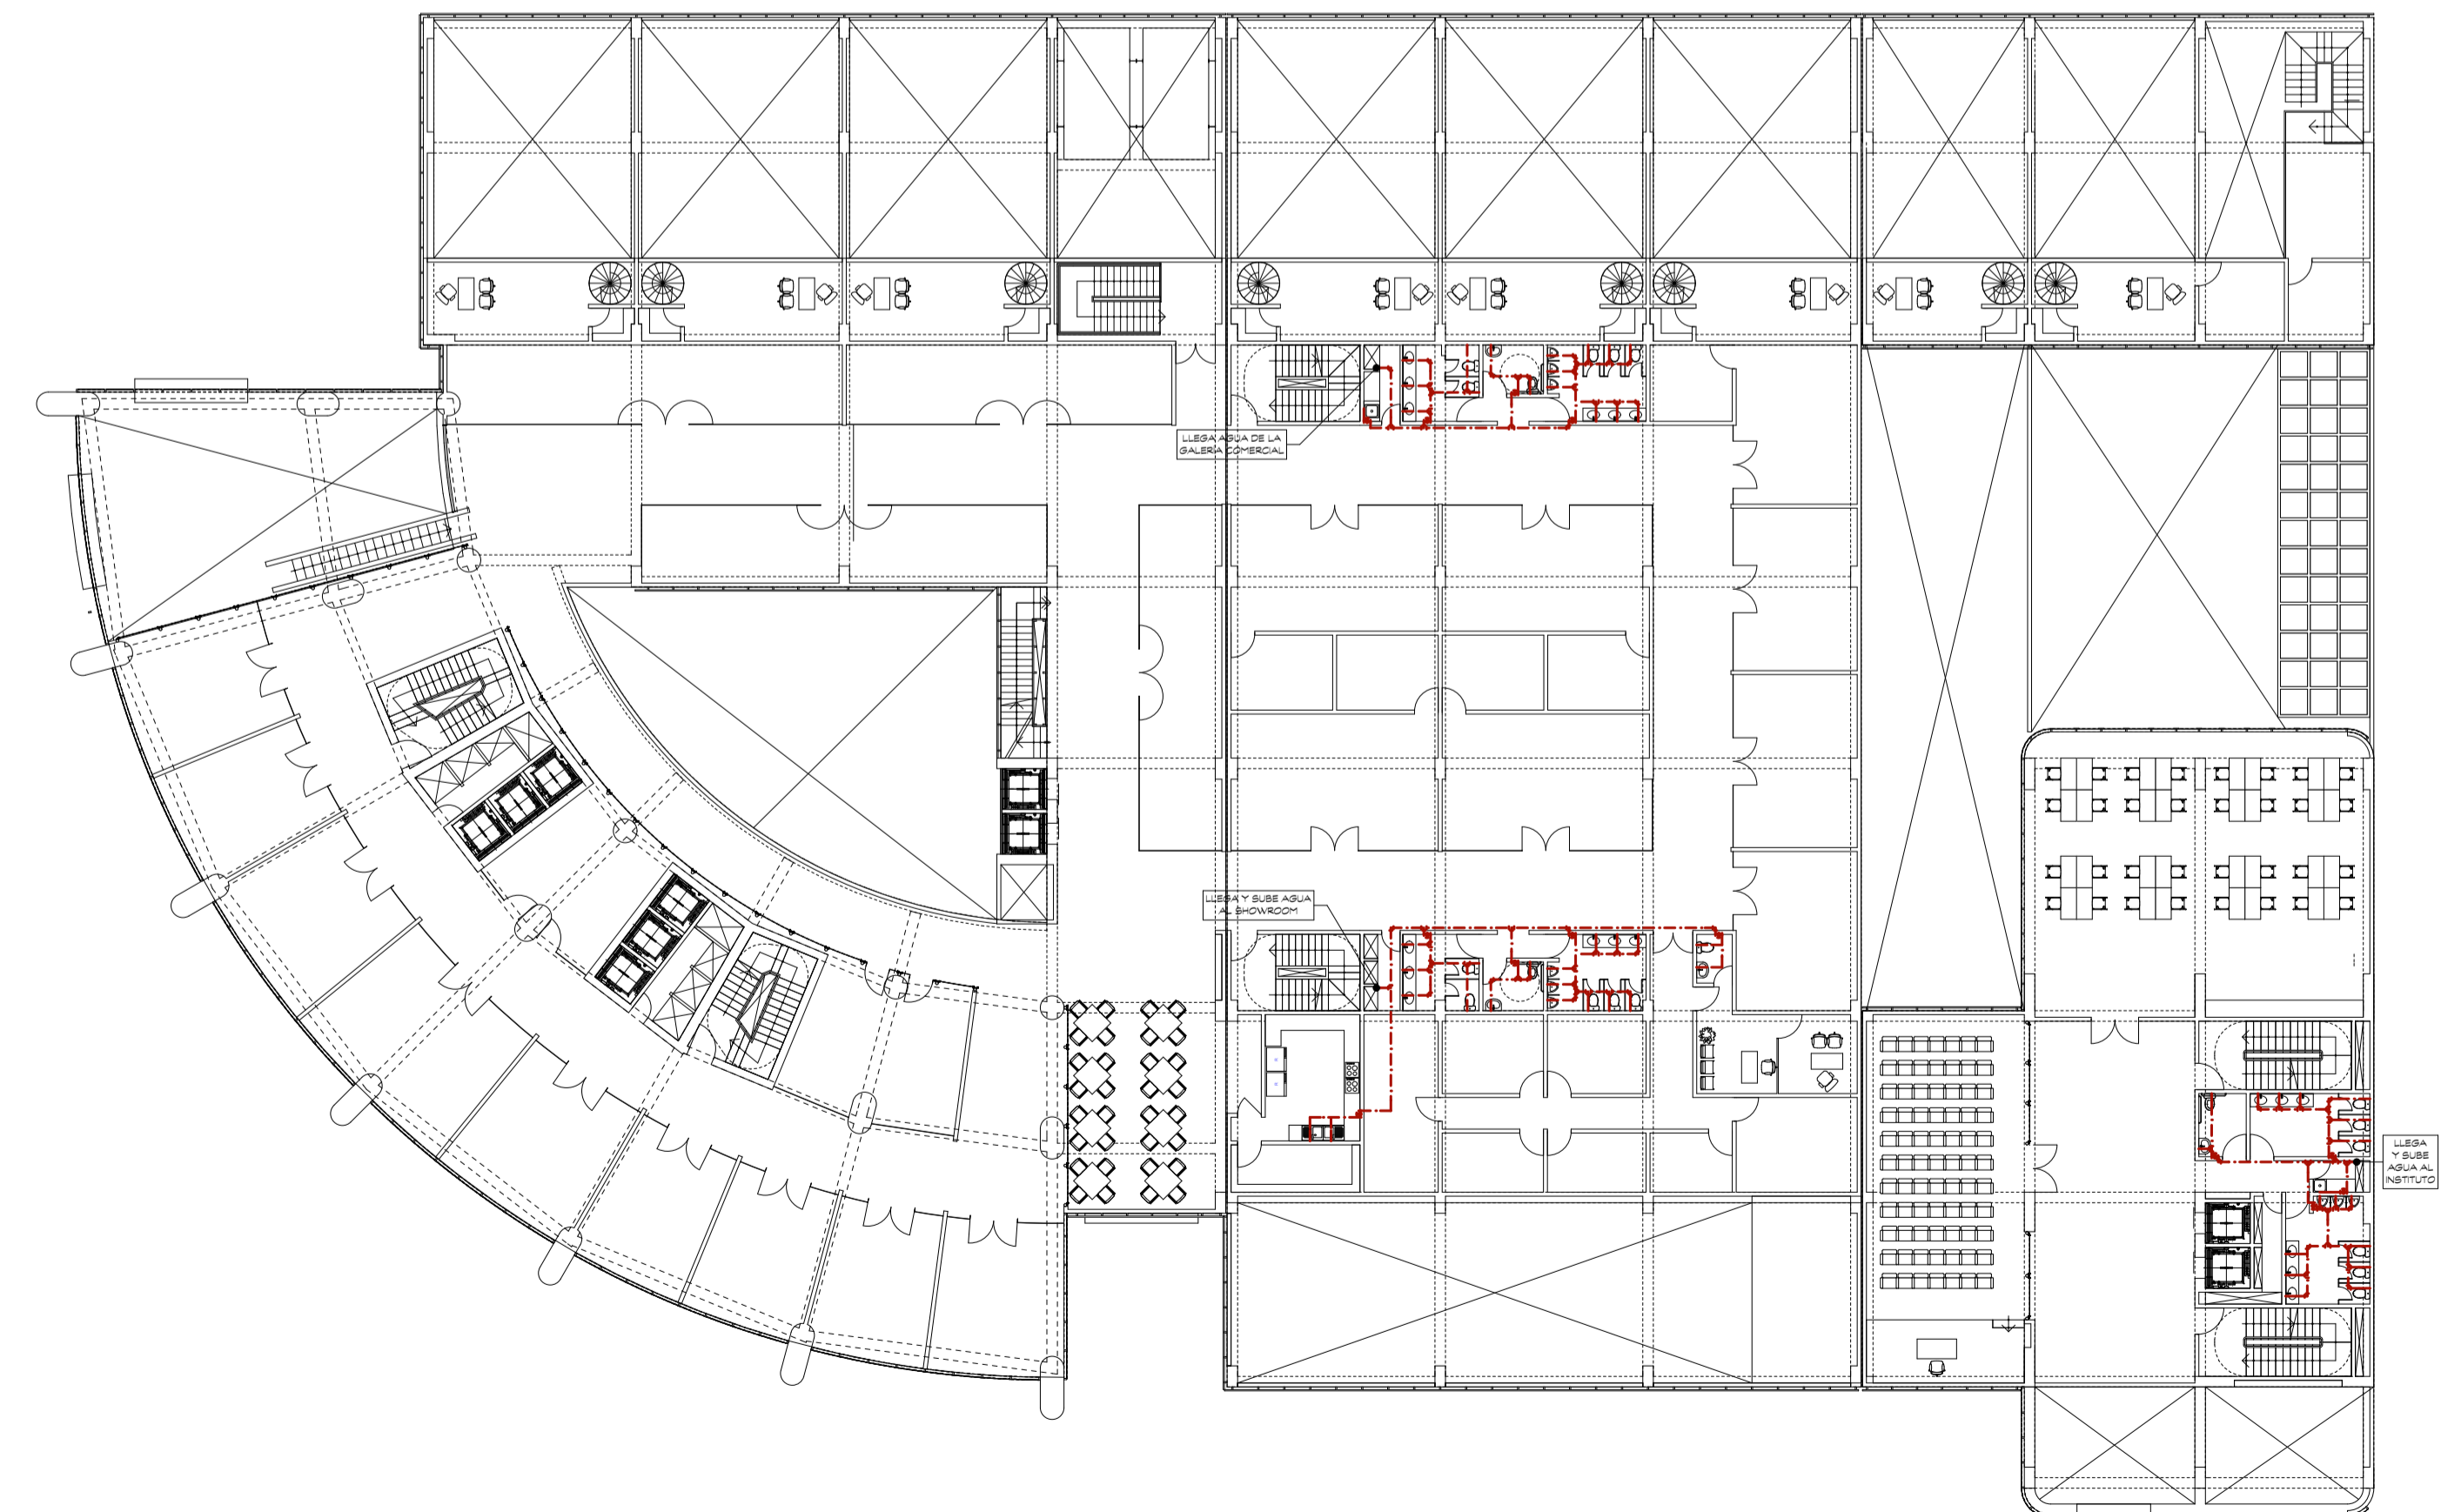 LLEGA AGUA DE LA
GALERÍA COMERCIAL
LLEGA Y SUBE AGUA
AL SHOWROOM
LLEGA
Y SUBE
AGUA AL
INSTITUTO